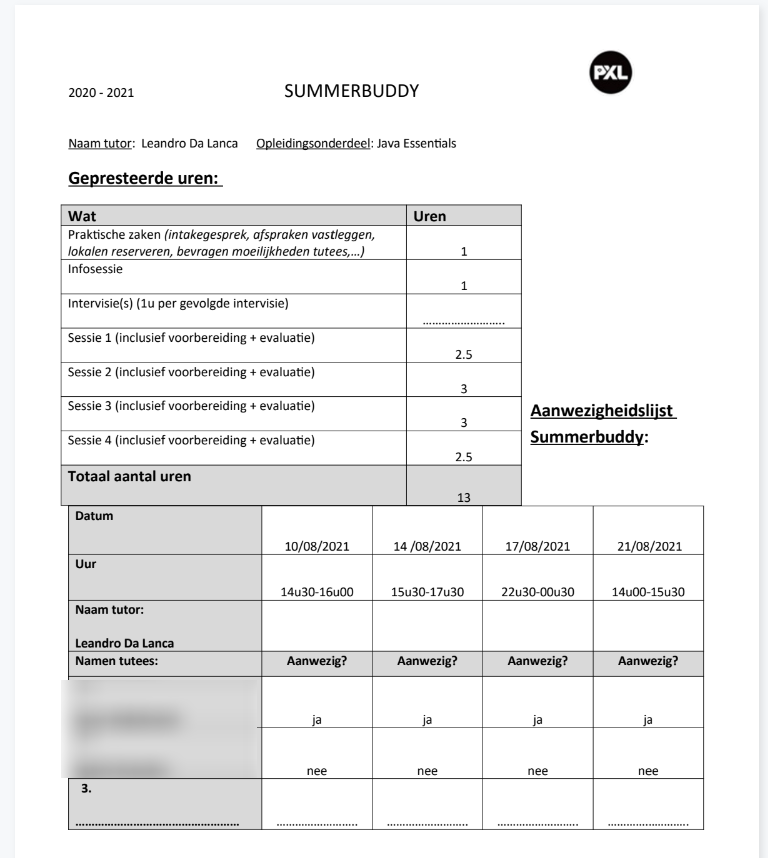 PXL
2020 - 2021 SUMMERBUDDY
Naam tutor: Leandro Da Lanca Opleidingsonderdeel: Java Essentials
Gepresteerde uren:
Wat Uren
Praktische zaken (intakegesprek, afspraken vastleggen,
lokalen reserveren, bevragen moeilijkheden tutees,...) 1
Infosessie
1
Intervisie(s) (1u per gevolgde intervisie)
……………………..
Sessie 1 (inclusief voorbereiding + evaluatie)
2.5
Sessie 2 (inclusief voorbereiding + evaluatie)
3
Sessie 3 (inclusief voorbereiding + evaluatie)
3
Sessie 4 (inclusief voorbereiding + evaluatie)
2.5
Totaal aantal uren
13
Aanwezigheidslijst
Summerbuddy:
Datum
10/08/2021 14 /08/2021 17/08/2021 21/08/2021
Uur
14u30-16u00 15u30-17u30 22u30-00u30 14u00-15u30
Naam tutor:
Leandro Da Lanca
Namen tutees: Aanwezig? Aanwezig? Aanwezig? Aanwezig?
ja ja ja ja
nee nee nee nee
3.
…………………………………………… …………………….. …………………….. …………………….. ……………………..